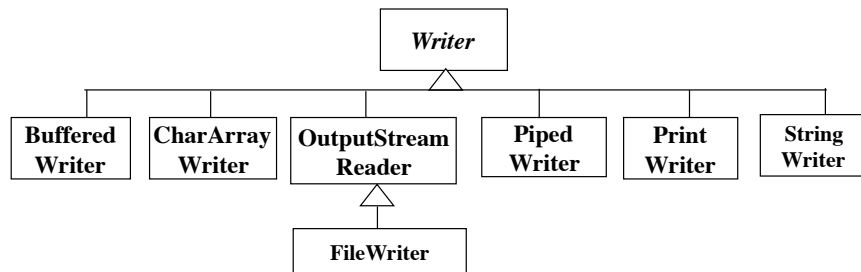 Writer
Buffered
Writer
CharArray
Writer
OutputStream
Reader
Piped
Writer
Print
Writer
String
Writer
FileWriter